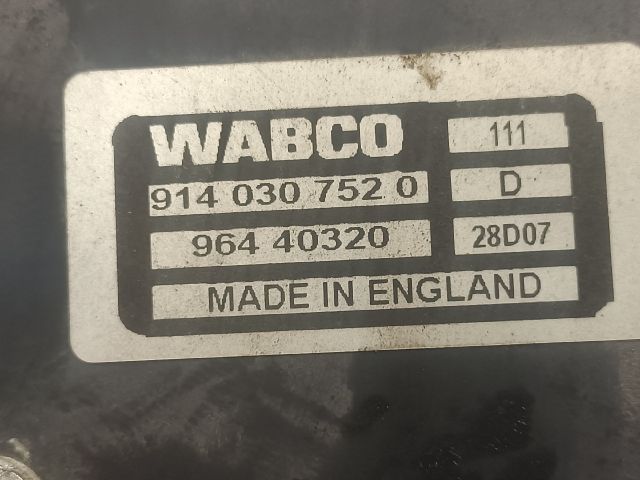 WABCO 111
914 030 752 0 D
964 40320 28D07
MADE IN ENGLAND